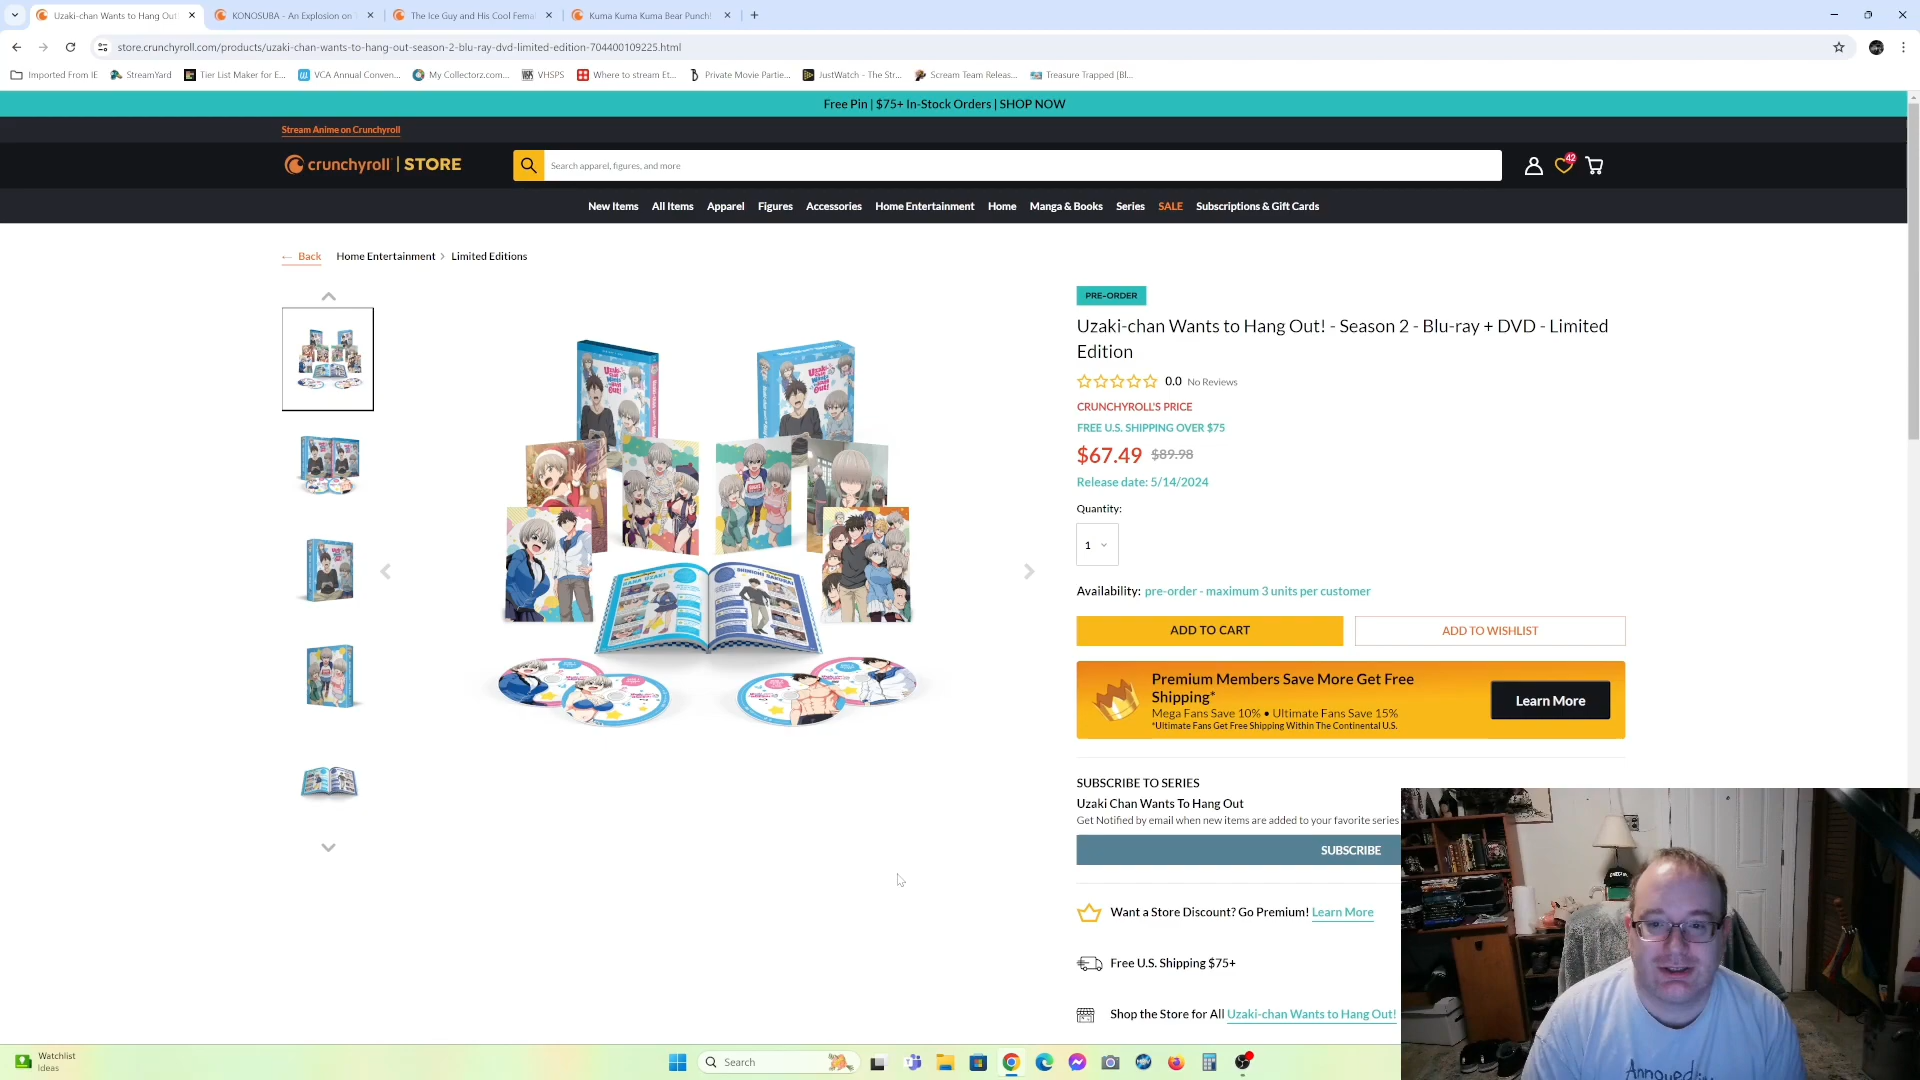 Uzaki-chan Wants to Hang Out!
KONOSUBA - An Explosion on
The Ice Guy and His Cool Femal
Kuma Kuma Kuma Bear Punch!
store.crunchyroll.com/products/uzaki-chan-wants-to-hang-out-season-2-blu-ray-dvd-limited-edition-704400109225.html
Imported From IE
StreamYard
Tier List Maker for E...
VCA Annual Conven...
My Collectorz.com...
VHSPS
Where to stream Et...
Private Movie Partie...
JustWatch - The Str...
Scream Team Releas...
Treasure Trapped [Bl...
Free Pin | $75+ In-Stock Orders | SHOP NOW
Stream Anime on Crunchyroll
crunchyroll | STORE
Search apparel, figures, and more
42
New Items
All Items
Apparel
Figures
Accessories
Home Entertainment
Home
Manga & Books
Series
SALE
Subscriptions & Gift Cards
← Back
Home Entertainment > Limited Editions
PRE-ORDER
Uzaki-chan Wants to Hang Out! - Season 2 - Blu-ray + DVD - Limited
Edition
0.0 No Reviews
CRUNCHYROLL'S PRICE
FREE U.S. SHIPPING OVER $75
$67.49 $89.98
Release date: 5/14/2024
Quantity:
1
Availability: pre-order - maximum 3 units per customer
ADD TO CART
ADD TO WISHLIST
Premium Members Save More Get Free
Shipping*
Mega Fans Save 10% • Ultimate Fans Save 15%
*Ultimate Fans Get Free Shipping Within The Continental U.S.
Learn More
SUBSCRIBE TO SERIES
Uzaki Chan Wants To Hang Out
Get Notified by email when new items are added to your favorite series
SUBSCRIBE
Want a Store Discount? Go Premium! Learn More
Free U.S. Shipping $75+
Shop the Store for All Uzaki-chan Wants to Hang Out!
HANA UZAKI
SHINICHI SAKURAI
Watchlist
Ideas
Search